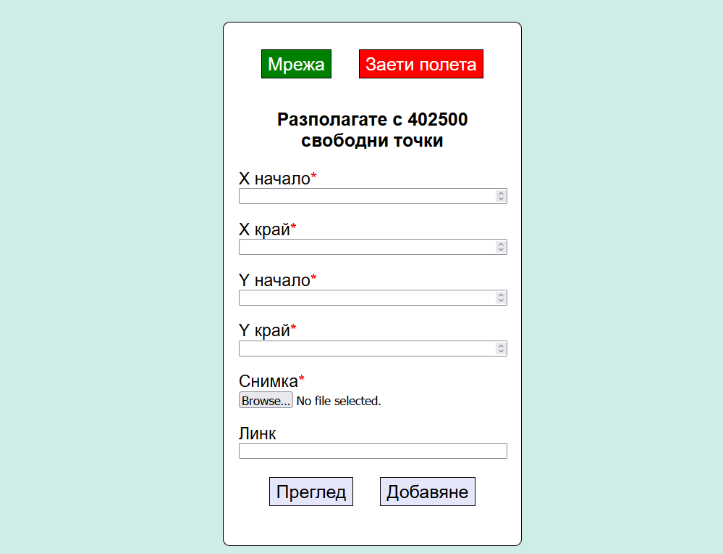 Мрежа Заети полета
Разполагате с 402500
свободни точки
X начало*
X край*
Y начало*
Y край*
Снимка*
Browse... No file selected.
Линк
Преглед Добавяне